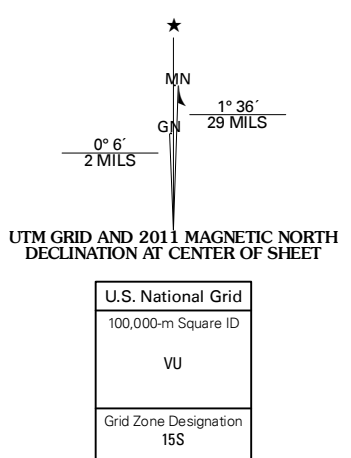 ★
MN
1° 36´
29 MILS
GN
0° 6´
2 MILS
UTM GRID AND 2011 MAGNETIC NORTH
DECLINATION AT CENTER OF SHEET
U.S. National Grid
100,000-m Square ID
VU
Grid Zone Designation
15S